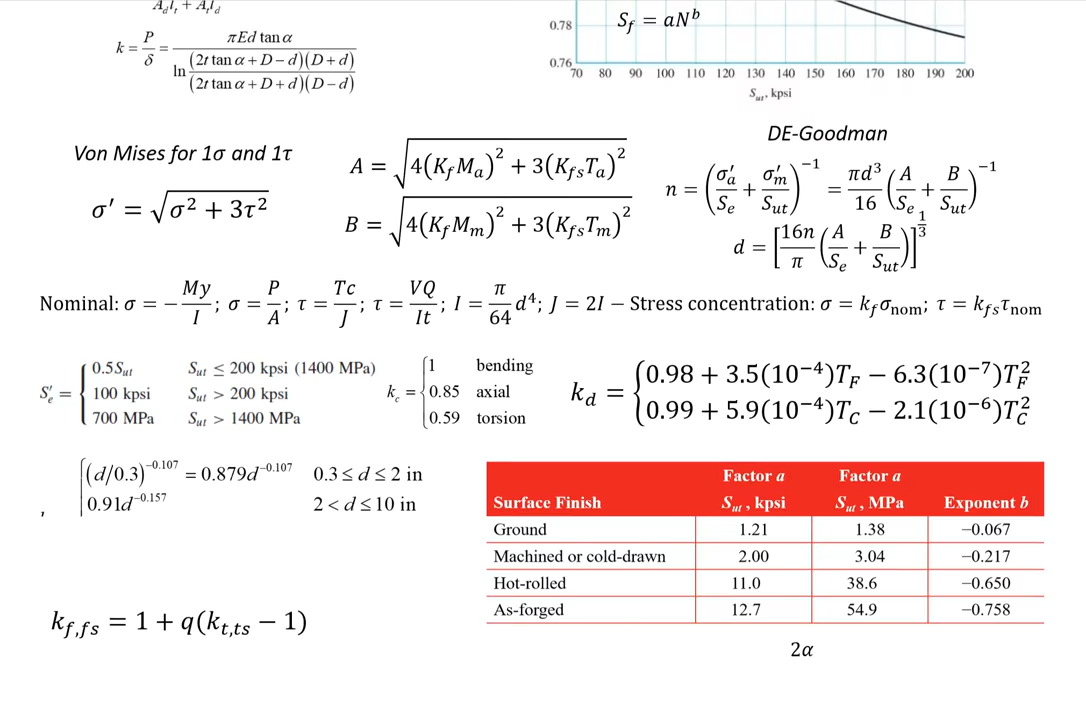 A_d l_t + A_t l_d
k = P/δ = πEd tan α / ln [(2t tan α + D − d)(D + d) / (2t tan α + D + d)(D − d)]
0.78
0.76
S_f = aN^b
70 80 90 100 110 120 130 140 150 160 170 180 190 200
S_ut, kpsi
Von Mises for 1σ and 1τ
σ′ = √(σ² + 3τ²)
A = √(4(K_f M_a)² + 3(K_fs T_a)²)
B = √(4(K_f M_m)² + 3(K_fs T_m)²)
DE-Goodman
n = (σ′_a/S_e + σ′_m/S_ut)^−1 = πd³/16 (A/S_e + B/S_ut)^−1
d = [16n/π (A/S_e + B/S_ut)]^(1/3)
Nominal: σ = −My/I; σ = P/A; τ = Tc/J; τ = VQ/It; I = π/64 d⁴; J = 2I − Stress concentration: σ = k_f σ_nom; τ = k_fs τ_nom
S′_e = { 0.5S_ut S_ut ≤ 200 kpsi (1400 MPa)
100 kpsi S_ut > 200 kpsi
700 MPa S_ut > 1400 MPa
k_c = { 1 bending
0.85 axial
0.59 torsion
k_d = { 0.98 + 3.5(10⁻⁴)T_F − 6.3(10⁻⁷)T_F²
0.99 + 5.9(10⁻⁴)T_C − 2.1(10⁻⁶)T_C²
{ (d/0.3)^−0.107 = 0.879d^−0.107 0.3 ≤ d ≤ 2 in
0.91d^−0.157 2 < d ≤ 10 in
,
k_f,fs = 1 + q(k_t,ts − 1)
Surface Finish Factor a S_ut, kpsi Factor a S_ut, MPa Exponent b
Ground 1.21 1.38 −0.067
Machined or cold-drawn 2.00 3.04 −0.217
Hot-rolled 11.0 38.6 −0.650
As-forged 12.7 54.9 −0.758
2α